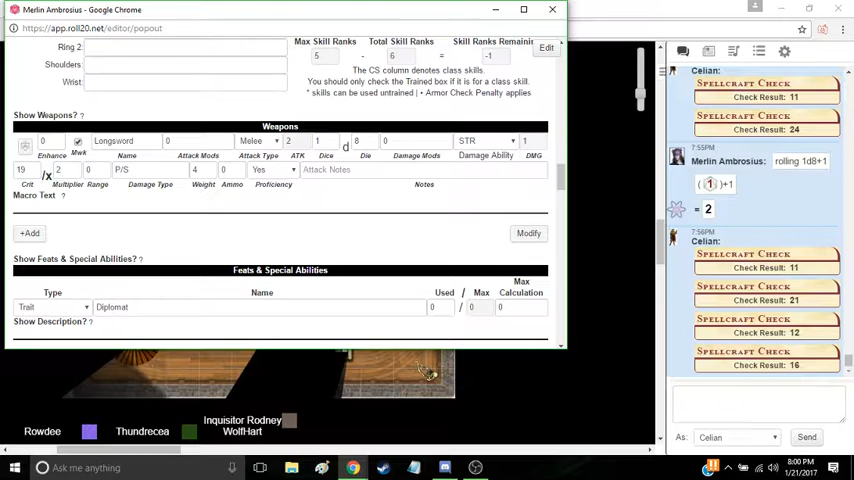 Merlin Ambrosius - Google Chrome
https://app.roll20.net/editor/popout
Ring 2:
Shoulders:
Wrist:
Max Skill Ranks Total Skill Ranks Skill Ranks Remainin
5 - 6 = -1
Edit
The CS column denotes class skills.
You should only check the Trained box if it is for a class skill.
* skills can be used untrained | • Armor Check Penalty applies
Show Weapons? ?
Weapons
0 Longsword 0 Melee 2 1 d 8 0 STR 1
Enhance Mwk Name Attack Mods Attack Type ATK Dice Die Damage Mods Damage Ability DMG
19 /x 2 0 P/S 4 0 Yes Attack Notes
Crit Multiplier Range Damage Type Weight Ammo Proficiency Notes
Macro Text ?
+Add Modify
Show Feats & Special Abilities? ?
Feats & Special Abilities
Type Name Used / Max Max Calculation
Trait Diplomat 0 / 0 0
Show Description? ?
Rowdee
Thundrecea
Inquisitor Rodney
WolfHart
Celian:
Spellcraft Check
Check Result: 11
Spellcraft Check
Check Result: 24
7:55PM
Merlin Ambrosius: rolling 1d8+1
(1)+1
= 2
7:56PM
Celian:
Spellcraft Check
Check Result: 11
Spellcraft Check
Check Result: 21
Spellcraft Check
Check Result: 12
Spellcraft Check
Check Result: 16
As: Celian Send
Ask me anything
8:00 PM
1/21/2017